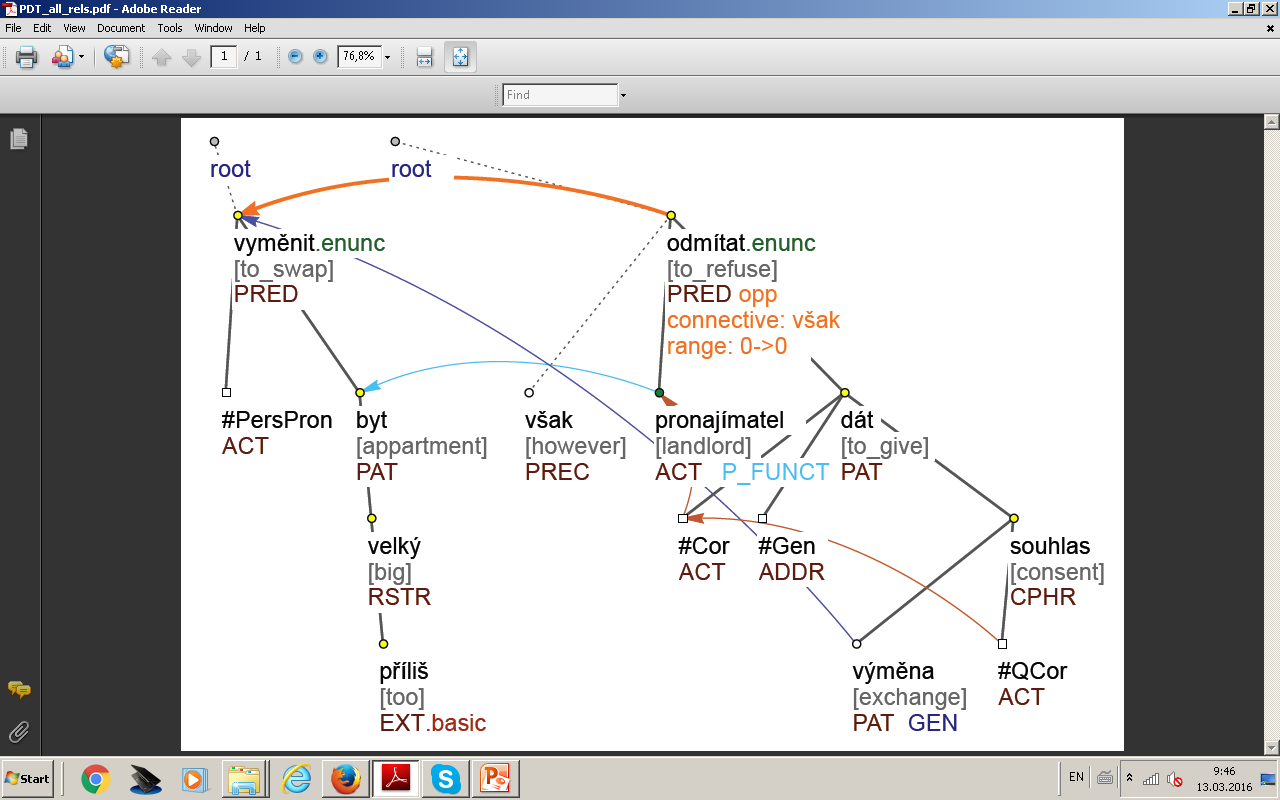 PDT_all_rels.pdf - Adobe Reader
File Edit View Document Tools Window Help
1 / 1 76,8%
Find
root root
vyměnit.enunc
[to_swap]
PRED
odmítat.enunc
[to_refuse]
PRED opp
connective: však
range: 0->0
#PersPron
ACT
byt
[appartment]
PAT
však
[however]
PREC
pronajímatel
[landlord]
ACT P_FUNCT
dát
[to_give]
PAT
velký
[big]
RSTR
#Cor
ACT
#Gen
ADDR
souhlas
[consent]
CPHR
příliš
[too]
EXT.basic
výměna
[exchange]
PAT GEN
#QCor
ACT
Start
EN
9:46
13.03.2016